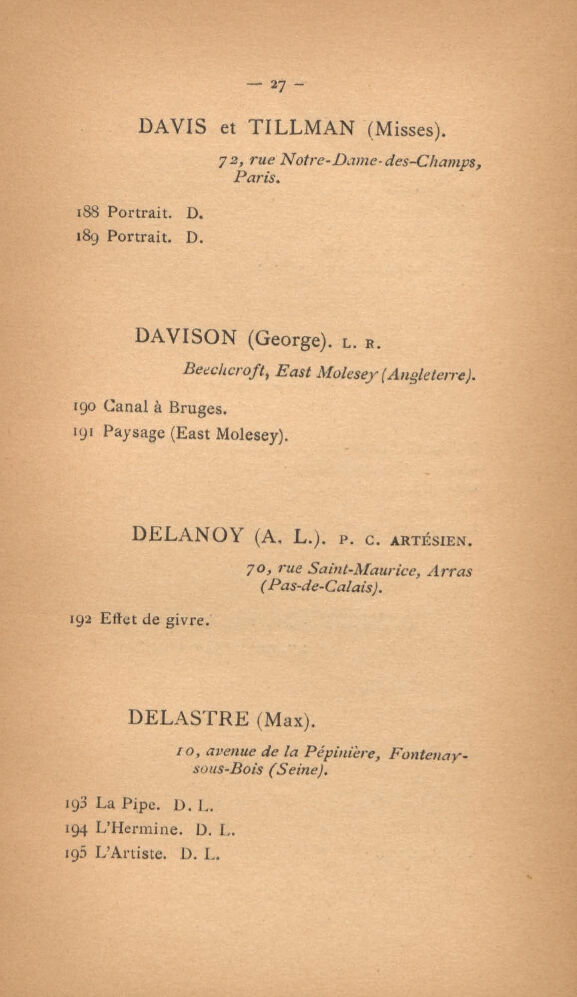 — 27 —
DAVIS et TILLMAN (Misses).
72, rue Notre-Dame-des-Champs,
Paris.
188 Portrait. D.
189 Portrait. D.
DAVISON (George). L. R.
Beechcroft, East Molesey (Angleterre).
190 Canal à Bruges.
191 Paysage (East Molesey).
DELANOY (A. L.). P. C. ARTÉSIEN.
70, rue Saint-Maurice, Arras
(Pas-de-Calais).
192 Effet de givre.
DELASTRE (Max).
10, avenue de la Pépinière, Fontenay-
sous-Bois (Seine).
193 La Pipe. D. L.
194 L'Hermine. D. L.
195 L'Artiste. D. L.